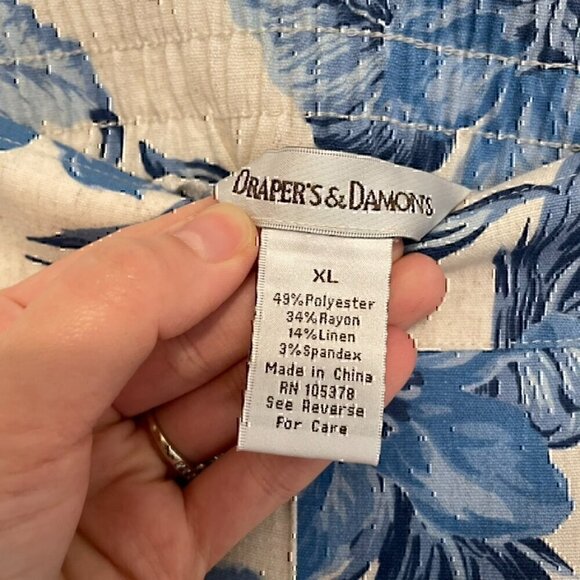 DRAPER'S & DAMON'S
XL
49% Polyester
34% Rayon
14% Linen
3% Spandex
Made in China
RN 105378
See Reverse
For Care